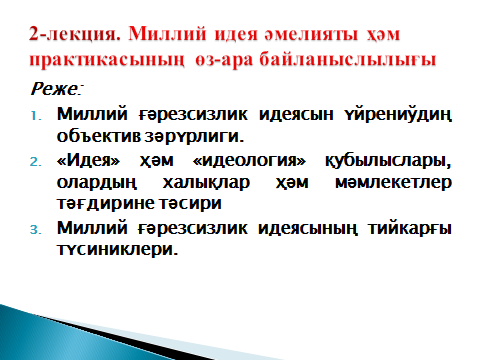 2-лекция. Миллий идея әмелияты ҳәм
практикасының өз-ара байланыслылығы
Реже:
1. Миллий ғәрезсизлик идеясын үйрениўдиң
объектив зәрүрлиги.
2. «Идея» ҳәм «идеология» қубылыслары,
олардың халықлар ҳәм мәмлекетлер
тәғдирине тәсири
3. Миллий ғәрезсизлик идеясының тийкарғы
түсиниклери.